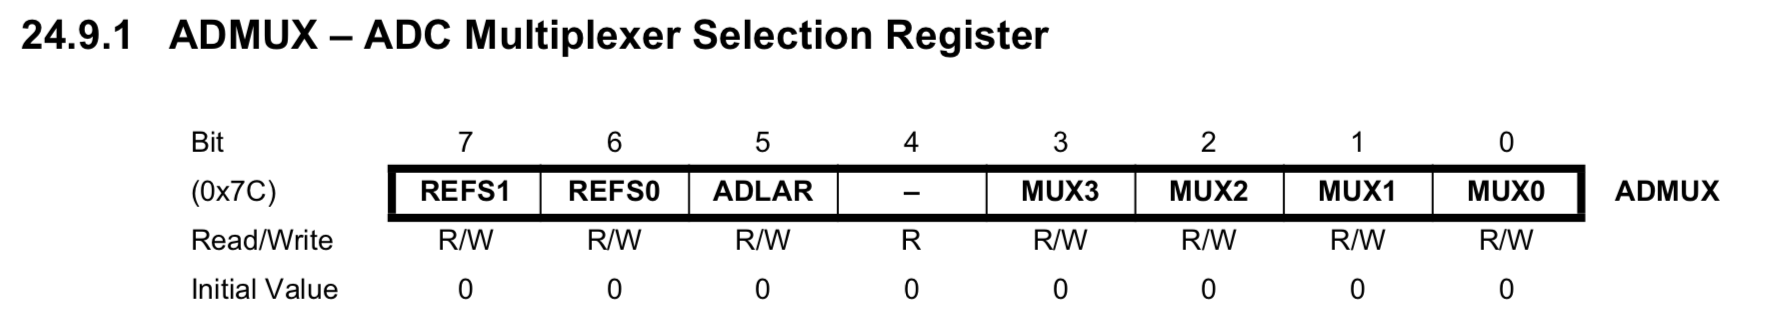 24.9.1 ADMUX – ADC Multiplexer Selection Register
Bit 7 6 5 4 3 2 1 0
(0x7C) REFS1 REFS0 ADLAR – MUX3 MUX2 MUX1 MUX0 ADMUX
Read/Write R/W R/W R/W R R/W R/W R/W R/W
Initial Value 0 0 0 0 0 0 0 0